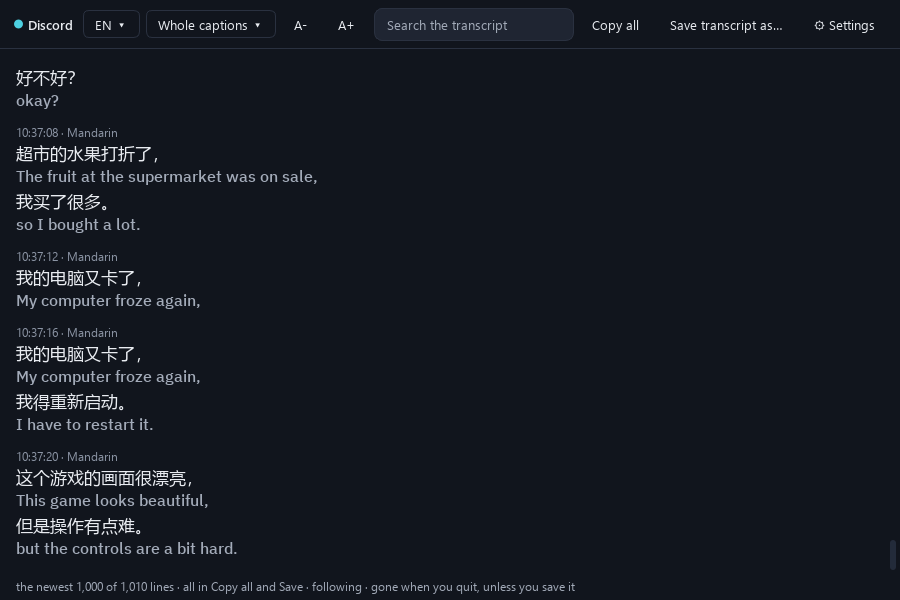 Discord EN ▾ Whole captions ▾ A- A+ Search the transcript Copy all Save transcript as... ⚙ Settings
好不好？
okay?
10:37:08 · Mandarin
超市的水果打折了，
The fruit at the supermarket was on sale,
我买了很多。
so I bought a lot.
10:37:12 · Mandarin
我的电脑又卡了，
My computer froze again,
10:37:16 · Mandarin
我的电脑又卡了，
My computer froze again,
我得重新启动。
I have to restart it.
10:37:20 · Mandarin
这个游戏的画面很漂亮，
This game looks beautiful,
但是操作有点难。
but the controls are a bit hard.
the newest 1,000 of 1,010 lines · all in Copy all and Save · following · gone when you quit, unless you save it